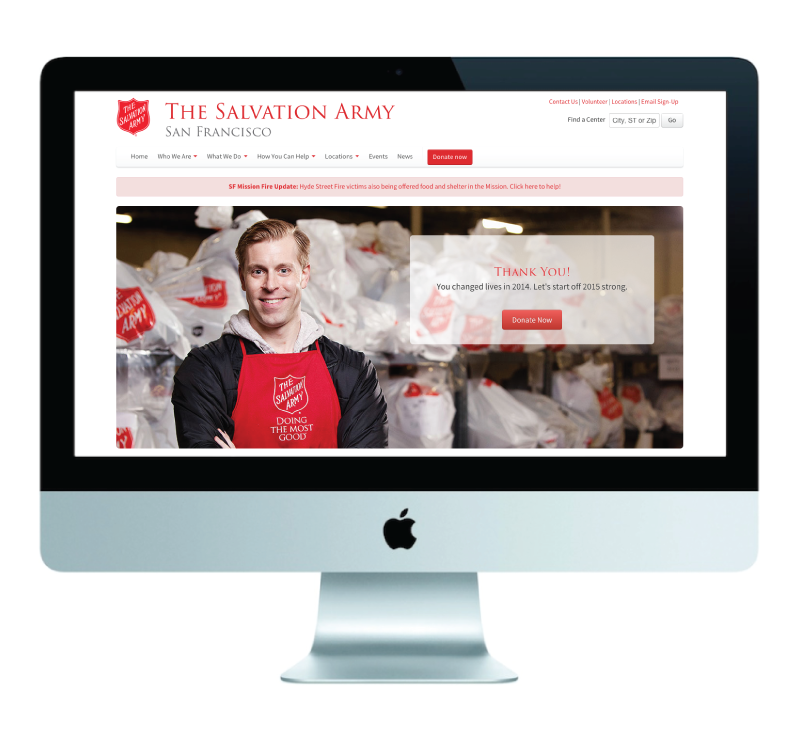 THE
SALVATION
ARMY
THE SALVATION ARMY
SAN FRANCISCO
Contact Us | Volunteer | Locations | Email Sign-Up
Find a Center City, ST or Zip Go
Home Who We Are What We Do How You Can Help Locations Events News Donate now
SF Mission Fire Update: Hyde Street Fire victims also being offered food and shelter in the Mission. Click here to help!
THANK YOU!
You changed lives in 2014. Let's start off 2015 strong.
Donate Now
THE
SALVATION
ARMY
DOING
THE MOST
GOOD
SALVATION
ARMY